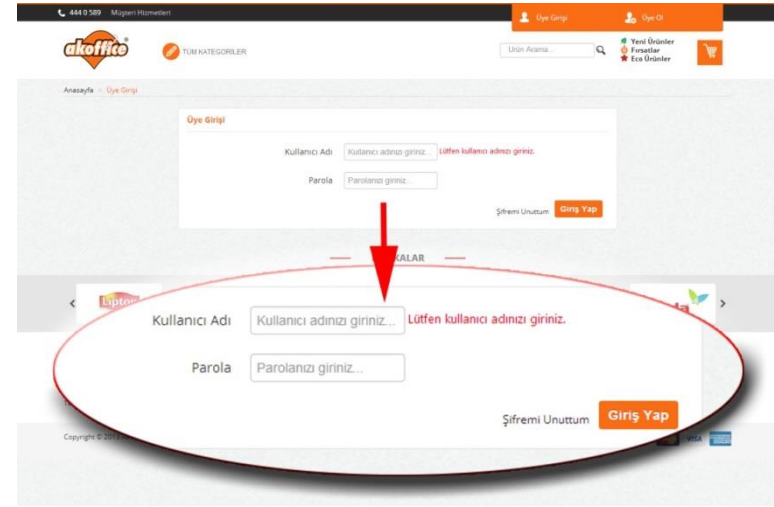 444 0 589 Müşteri Hizmetleri
Üye Girişi
Üye Ol
akoffice
TÜM KATEGORİLER
Ürün Arama...
Yeni Ürünler
Fırsatlar
Eco Ürünler
Anasayfa Üye Girişi
Üye Girişi
Kullanıcı Adı Kullanıcı adınızı giriniz... Lütfen kullanıcı adınızı giriniz.
Parola Parolanızı giriniz...
Şifremi Unuttum Giriş Yap
KALAR
Lipton
Kullanıcı Adı Kullanıcı adınızı giriniz... Lütfen kullanıcı adınızı giriniz.
Parola Parolanızı giriniz...
Şifremi Unuttum Giriş Yap
Copyright ©
VISA